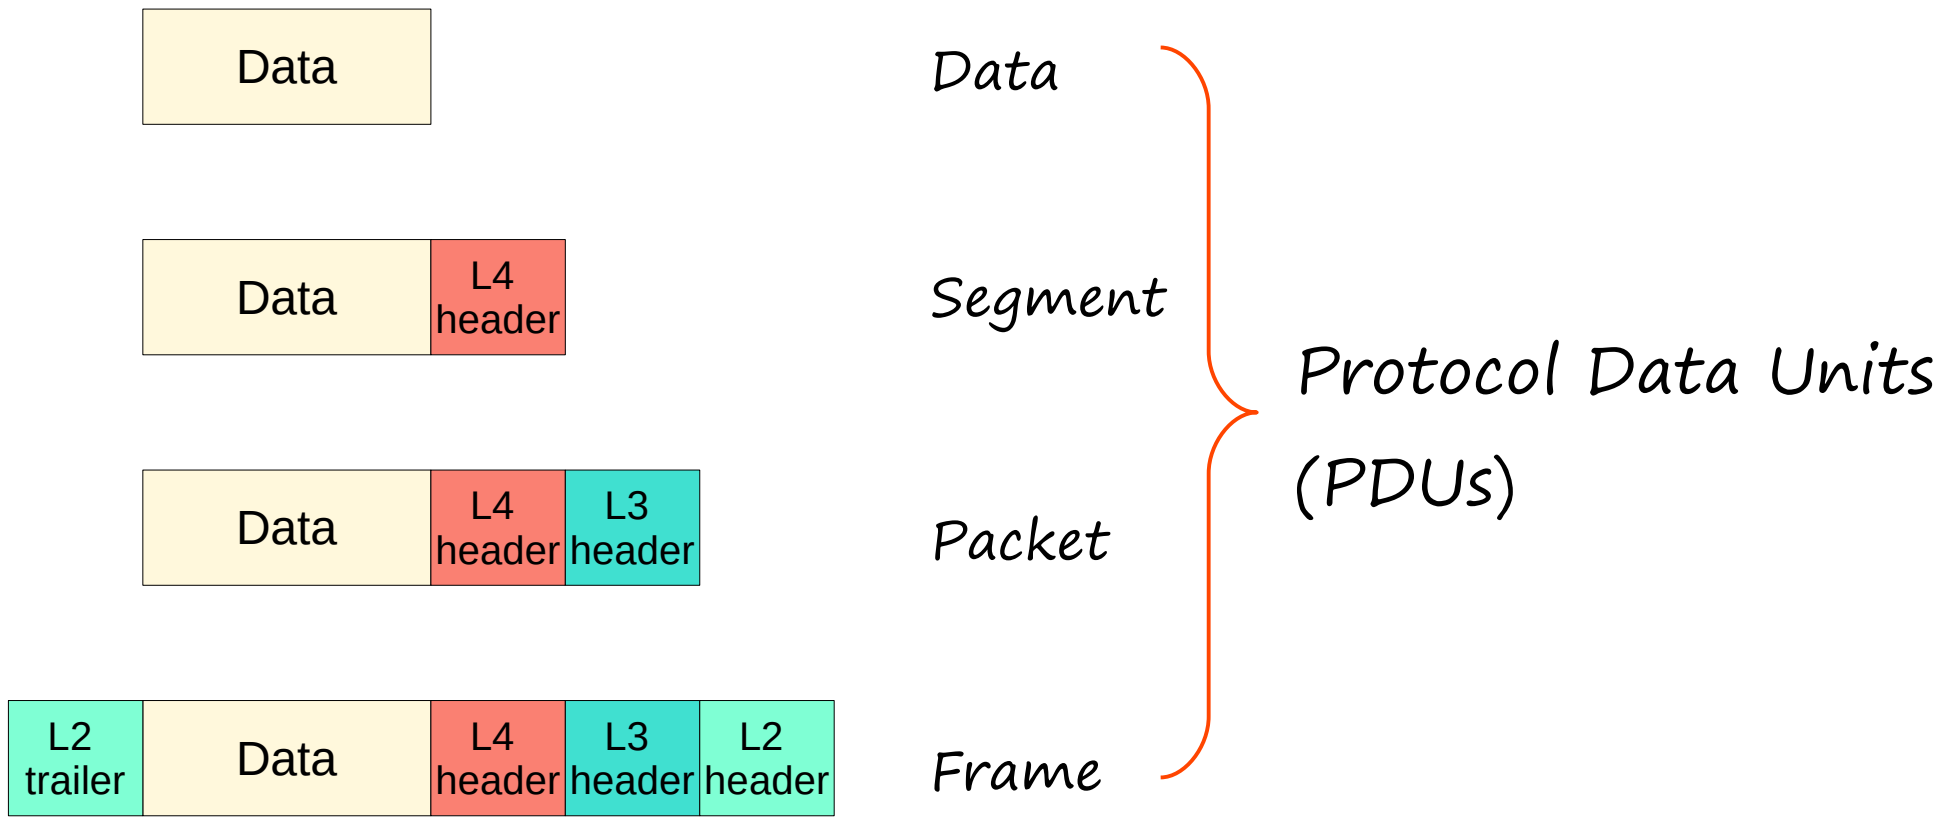 Data
Data
Data
L4
header
Segment
Data
L4
header
L3
header
Packet
L2
trailer
Data
L4
header
L3
header
L2
header
Frame
Protocol Data Units
(PDUs)